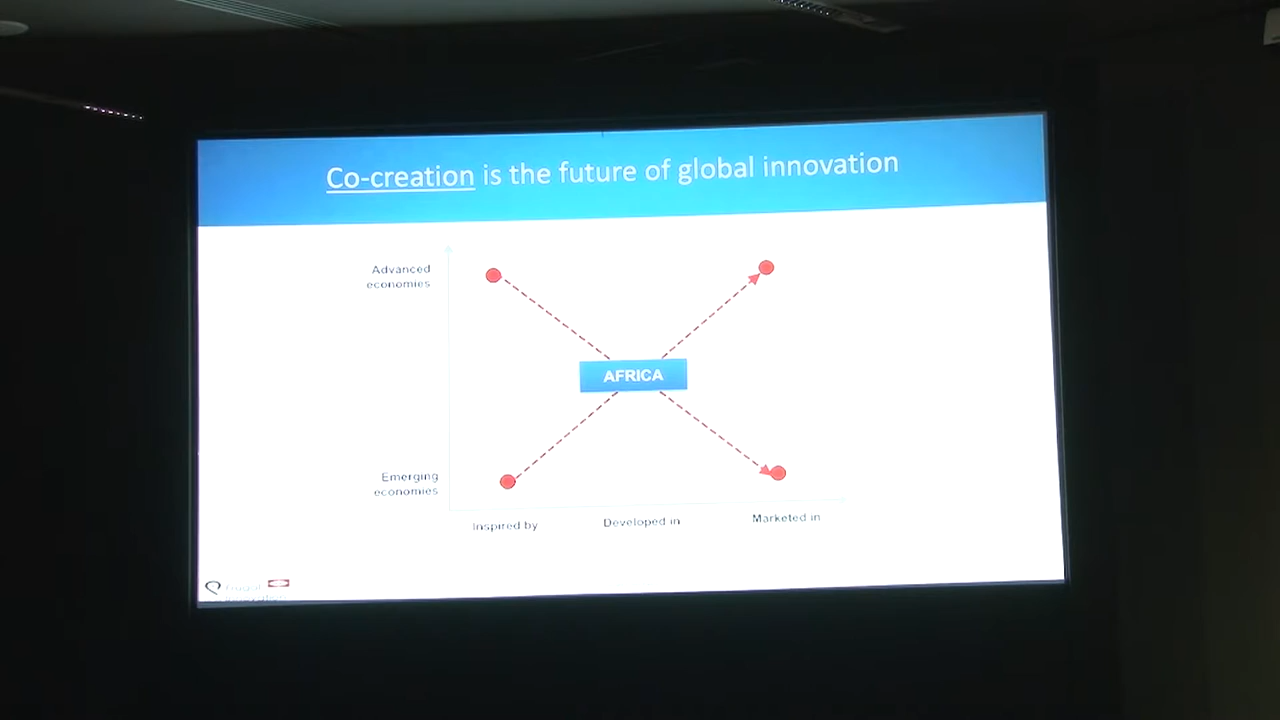 Co-creation is the future of global innovation
Advanced
economies
AFRICA
Emerging
economies
Inspired by
Developed in
Marketed in
frugal